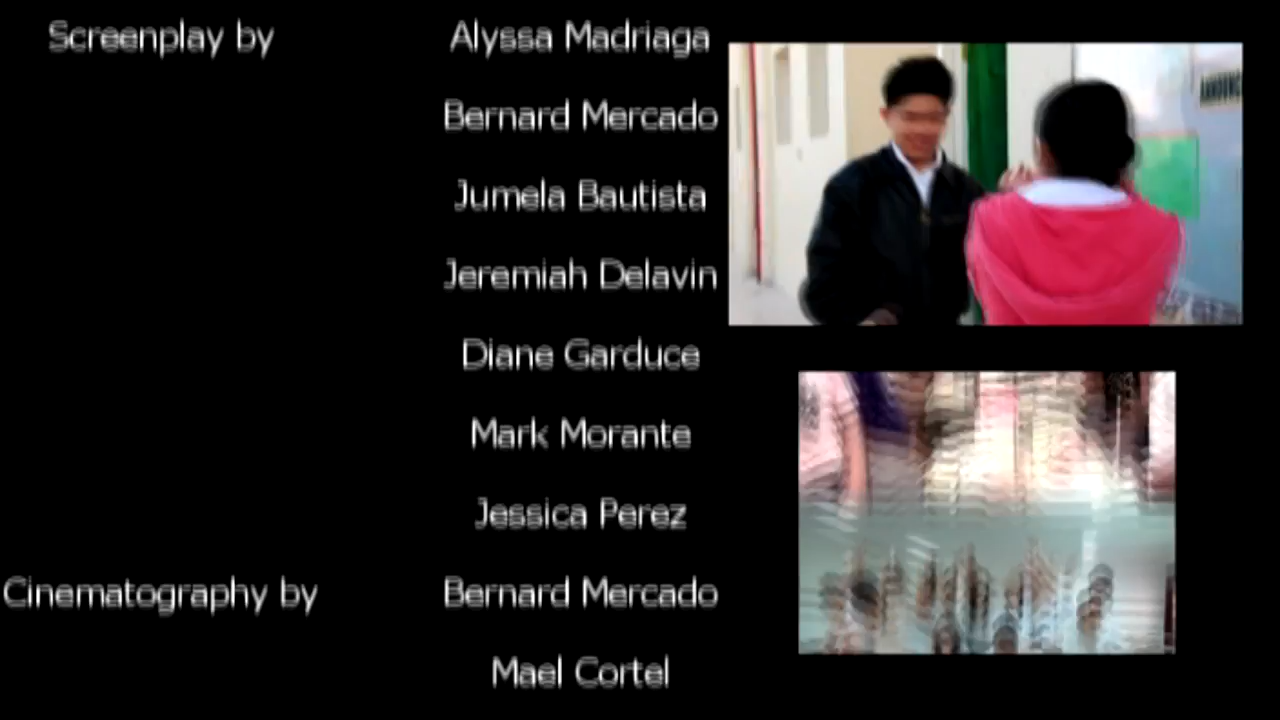 Screenplay by Alyssa Madriaga
Bernard Mercado
Jumela Bautista
Jeremiah Delavin
Diane Garduce
Mark Morante
Jessica Perez
Cinematography by Bernard Mercado
Mael Cortel